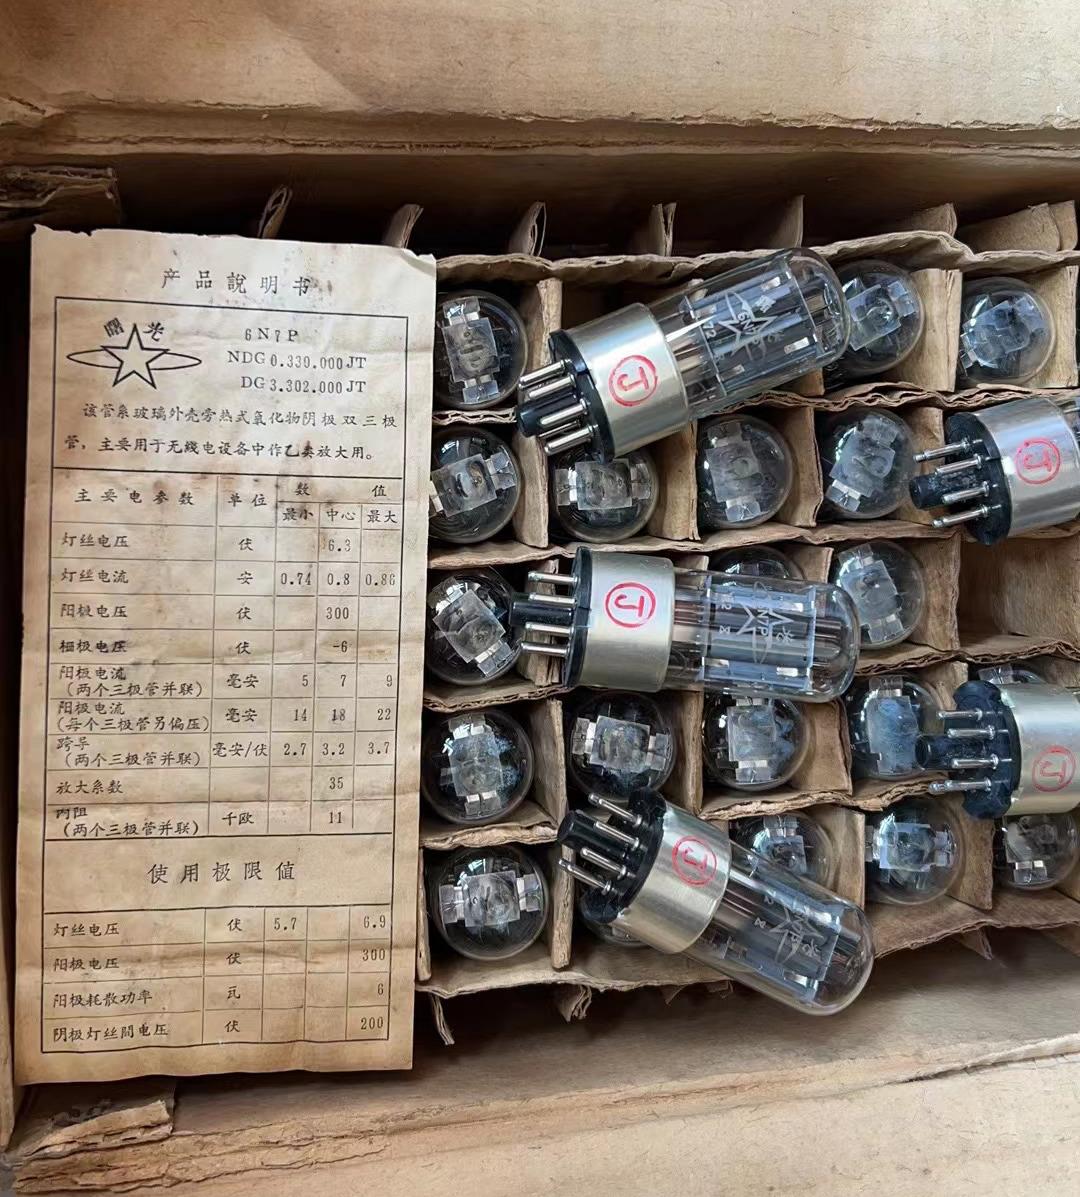 产品說明书
曙光
6N7P
NDG0.330.000JT
DG3.302.000JT
该管系玻璃外壳旁热式氧化物阴极双三极
管，主要用于无线电设备中作乙类放大用。
主要电参数 单位 数值
最小 中心 最大
灯丝电压 伏 6.3
灯丝电流 安 0.74 0.8 0.86
阳极电压 伏 300
栅极电压 伏 -6
阳极电流
(两个三极管并联) 毫安 5 7 9
阳极电流
(每个三极管另偏压) 毫安 14 18 22
跨导
(两个三极管并联) 毫安/伏 2.7 3.2 3.7
放大系数 35
内阻
(两个三极管并联) 千欧 11
使用极限值
灯丝电压 伏 5.7 6.9
阳极电压 伏 300
阳极耗散功率 瓦 6
阴极灯丝間电压 伏 200
6N7P
J
J
6N7P
J
J
J